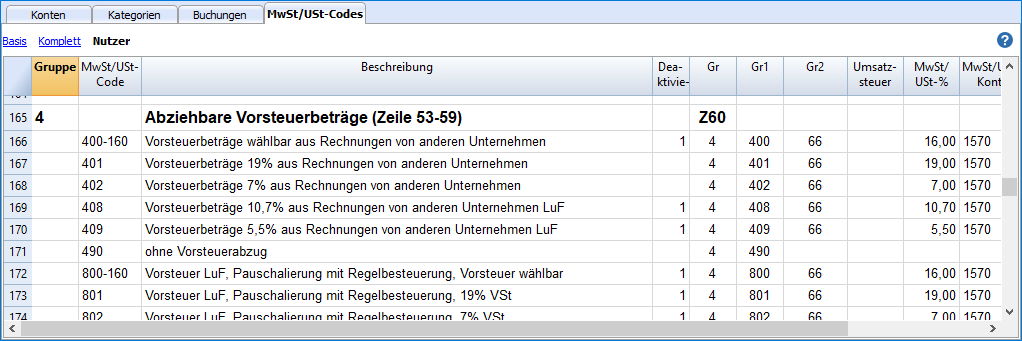 Konten Kategorien Buchungen MwSt/USt-Codes
Basis Komplett Nutzer ?
Gruppe MwSt/USt-Code Beschreibung Dea-ktivie- Gr Gr1 Gr2 Umsatz-steuer MwSt/USt-% MwSt/U Kont
165 4 Abziehbare Vorsteuerbeträge (Zeile 53-59) Z60
166 400-160 Vorsteuerbeträge wählbar aus Rechnungen von anderen Unternehmen 1 4 400 66 16,00 1570
167 401 Vorsteuerbeträge 19% aus Rechnungen von anderen Unternehmen 4 401 66 19,00 1570
168 402 Vorsteuerbeträge 7% aus Rechnungen von anderen Unternehmen 4 402 66 7,00 1570
169 408 Vorsteuerbeträge 10,7% aus Rechnungen von anderen Unternehmen LuF 1 4 408 66 10,70 1570
170 409 Vorsteuerbeträge 5,5% aus Rechnungen von anderen Unternehmen LuF 1 4 409 66 5,50 1570
171 490 ohne Vorsteuerabzug 4 490
172 800-160 Vorsteuer LuF, Pauschalierung mit Regelbesteuerung, Vorsteuer wählbar 1 4 800 66 16,00 1570
173 801 Vorsteuer LuF, Pauschalierung mit Regelbesteuerung, 19% VSt 1 4 801 66 19,00 1570
174 802 Vorsteuer LuF, Pauschalierung mit Regelbesteuerung, 7% VSt 1 4 802 66 7,00 1570